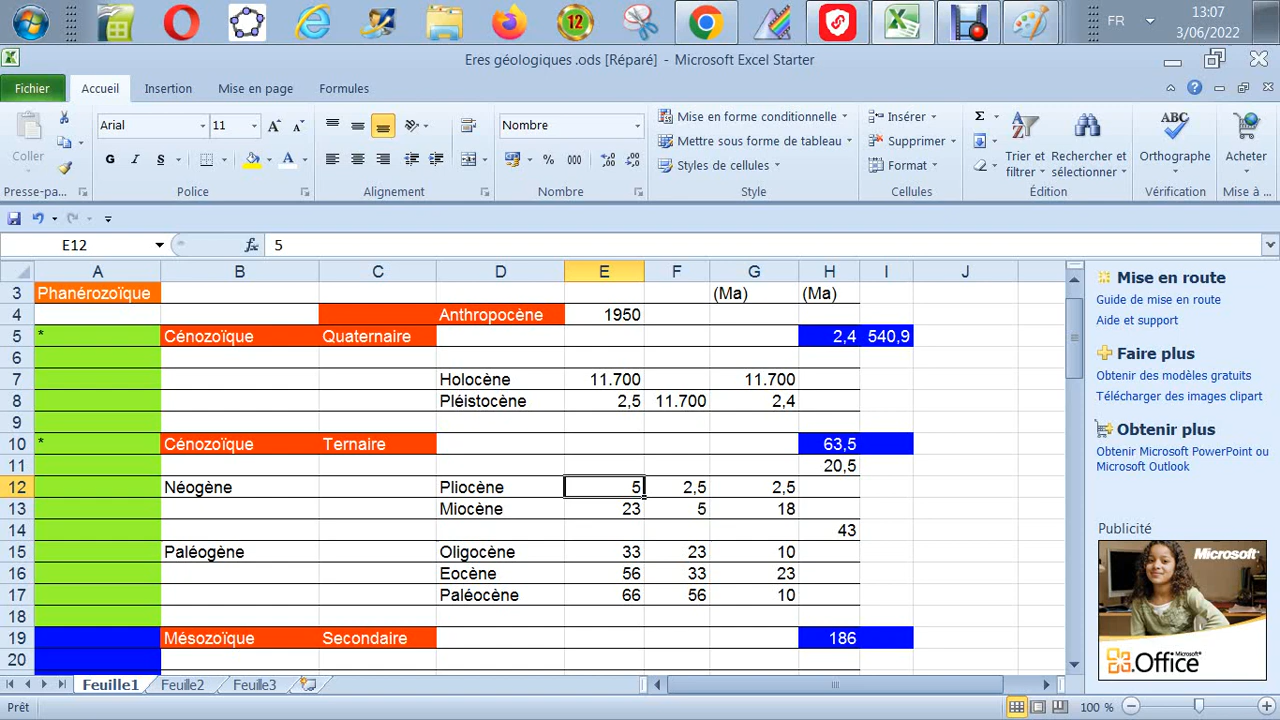 12
FR
13:07
3/06/2022
Eres géologiques .ods [Réparé] - Microsoft Excel Starter
Fichier Accueil Insertion Mise en page Formules
Coller
Presse-pa...
Arial 11
G I S
Police
Alignement
Nombre
% 000
Nombre
Mise en forme conditionnelle
Mettre sous forme de tableau
Styles de cellules
Style
Insérer
Supprimer
Format
Cellules
Σ
Trier et filtrer
Rechercher et sélectionner
Édition
ABC
Orthographe
Vérification
Acheter
Mise à ...
E12 fx 5
A B C D E F G H I J
3 Phanérozoïque (Ma) (Ma)
4 Anthropocène 1950
5 * Cénozoïque Quaternaire 2,4 540,9
6
7 Holocène 11.700 11.700
8 Pléistocène 2,5 11.700 2,4
9
10 * Cénozoïque Ternaire 63,5
11 20,5
12 Néogène Pliocène 5 2,5 2,5
13 Miocène 23 5 18
14 43
15 Paléogène Oligocène 33 23 10
16 Eocène 56 33 23
17 Paléocène 66 56 10
18
19 Mésozoïque Secondaire 186
20
Mise en route
Guide de mise en route
Aide et support
Faire plus
Obtenir des modèles gratuits
Télécharger des images clipart
Obtenir plus
Obtenir Microsoft PowerPoint ou Microsoft Outlook
Publicité
Microsoft
Office
Feuille1 Feuille2 Feuille3
Prêt
100 %